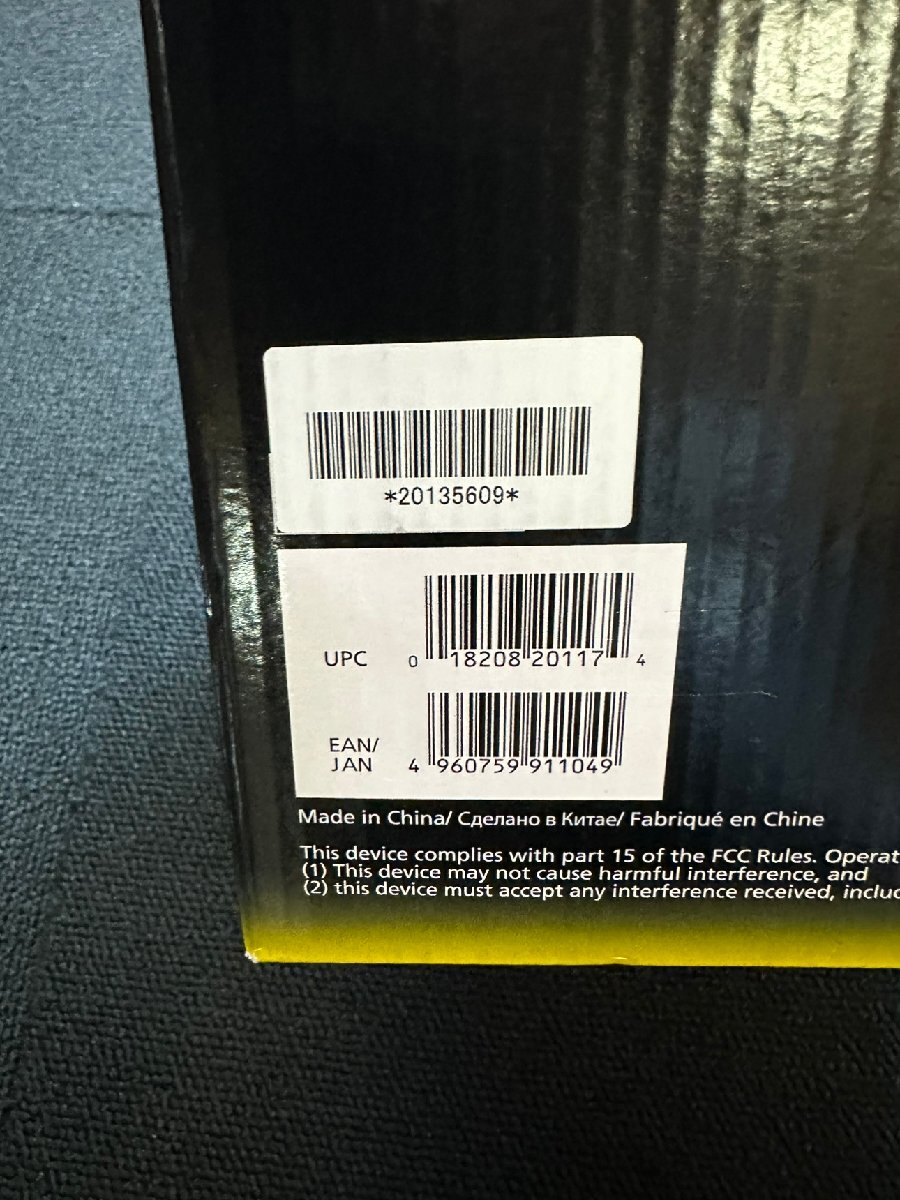 *20135609*
UPC 0 18208 20117 4
EAN/
JAN 4 960759 911049
Made in China/ Сделано в Китае/ Fabriqué en Chine
This device complies with part 15 of the FCC Rules. Operat
(1) This device may not cause harmful interference, and
(2) this device must accept any interference received, includ